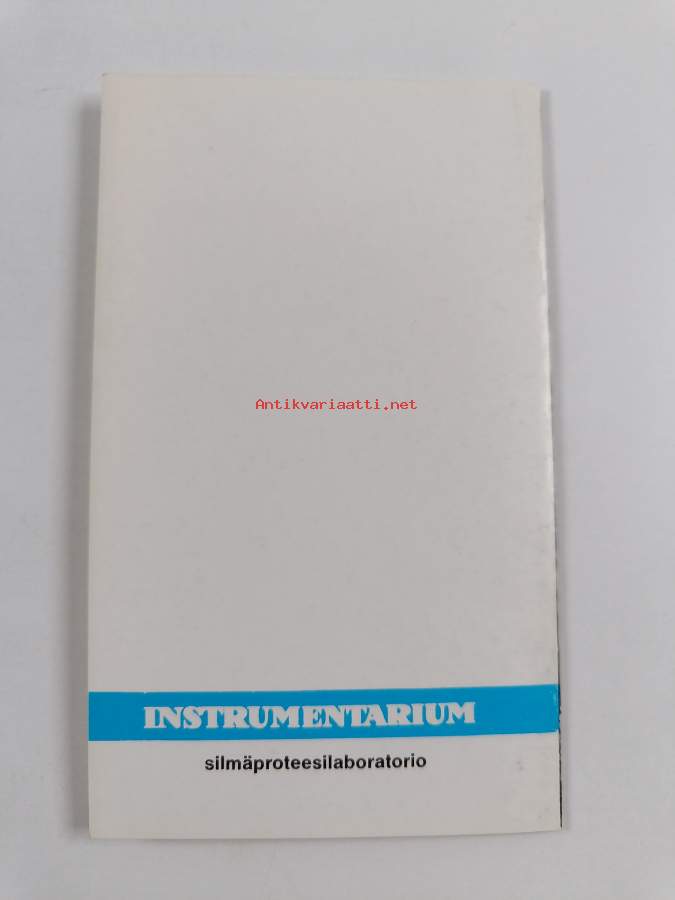 Antikvariaatti.net
INSTRUMENTARIUM
silmäproteesilaboratorio